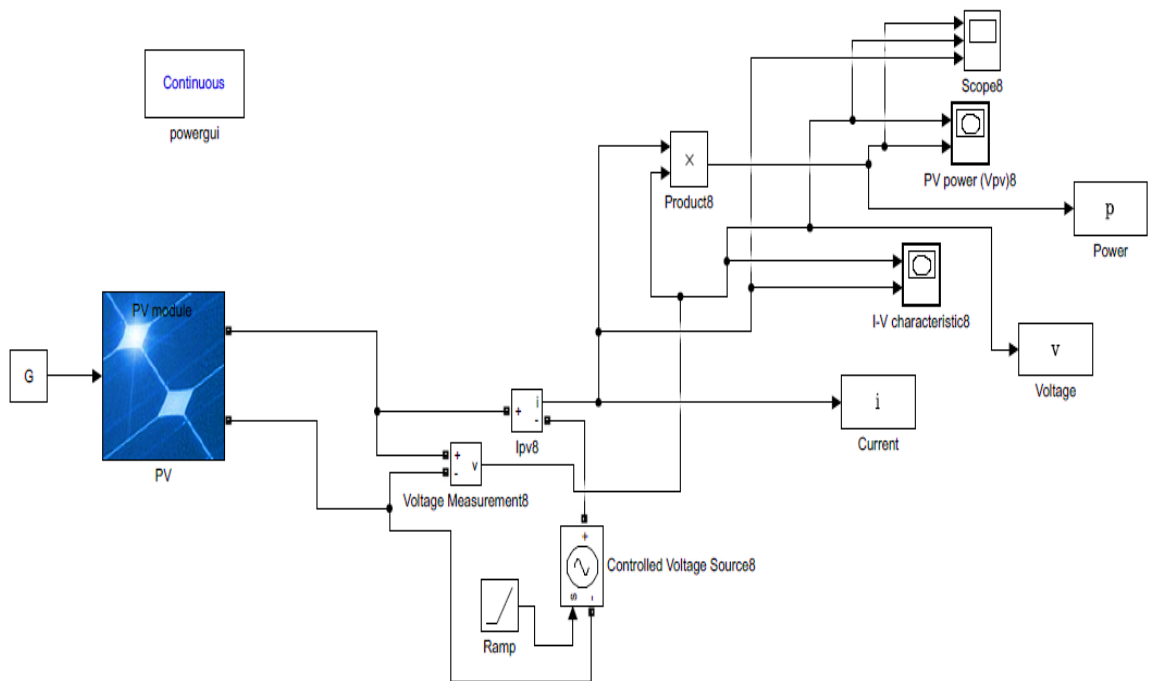 Continuous
powergui
Scope8
PV power (Vpv)8
×
Product8
p
Power
PV module
G
PV
I-V characteristic8
v
Voltage
+
i
-
Ipv8
i
Current
+
-
v
Voltage Measurement8
+
s
-
Controlled Voltage Source8
Ramp